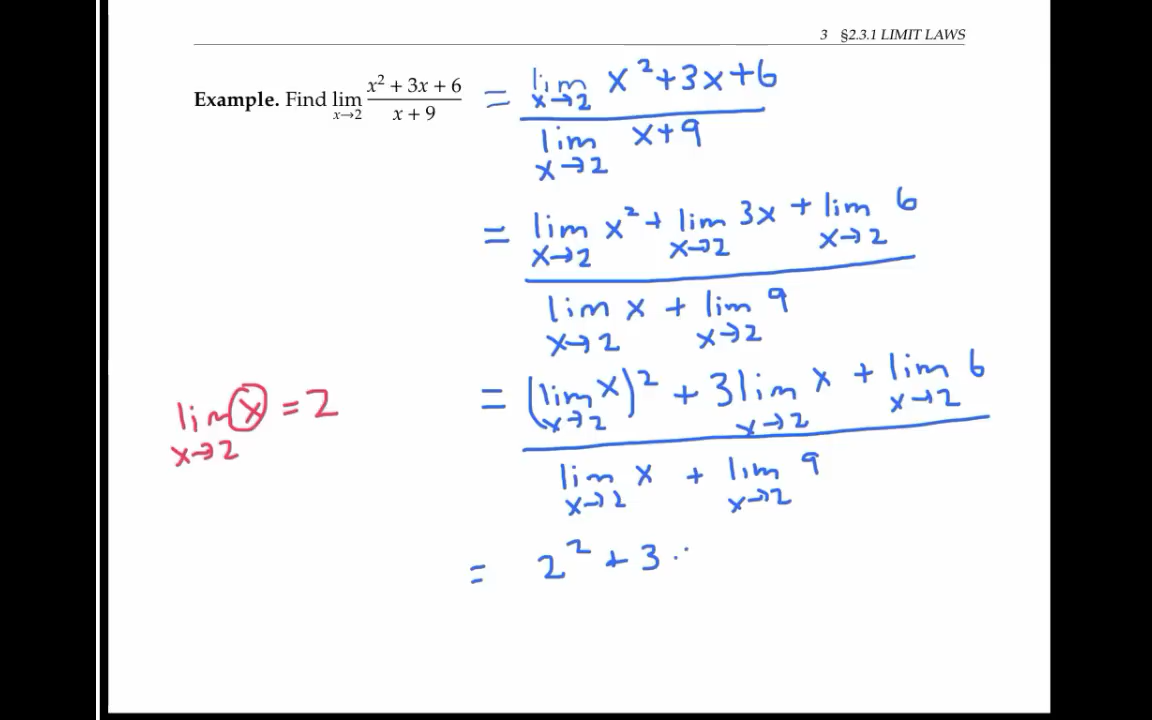 3 §2.3.1 LIMIT LAWS
Example. Find lim x→2 (x² + 3x + 6)/(x + 9) = (lim x→2 x² + 3x + 6)/(lim x→2 x + 9)
= (lim x→2 x² + lim x→2 3x + lim x→2 6)/(lim x→2 x + lim x→2 9)
= ((lim x→2 x)² + 3 lim x→2 x + lim x→2 6)/(lim x→2 x + lim x→2 9)
lim x→2 x = 2
= 2² + 3 ·